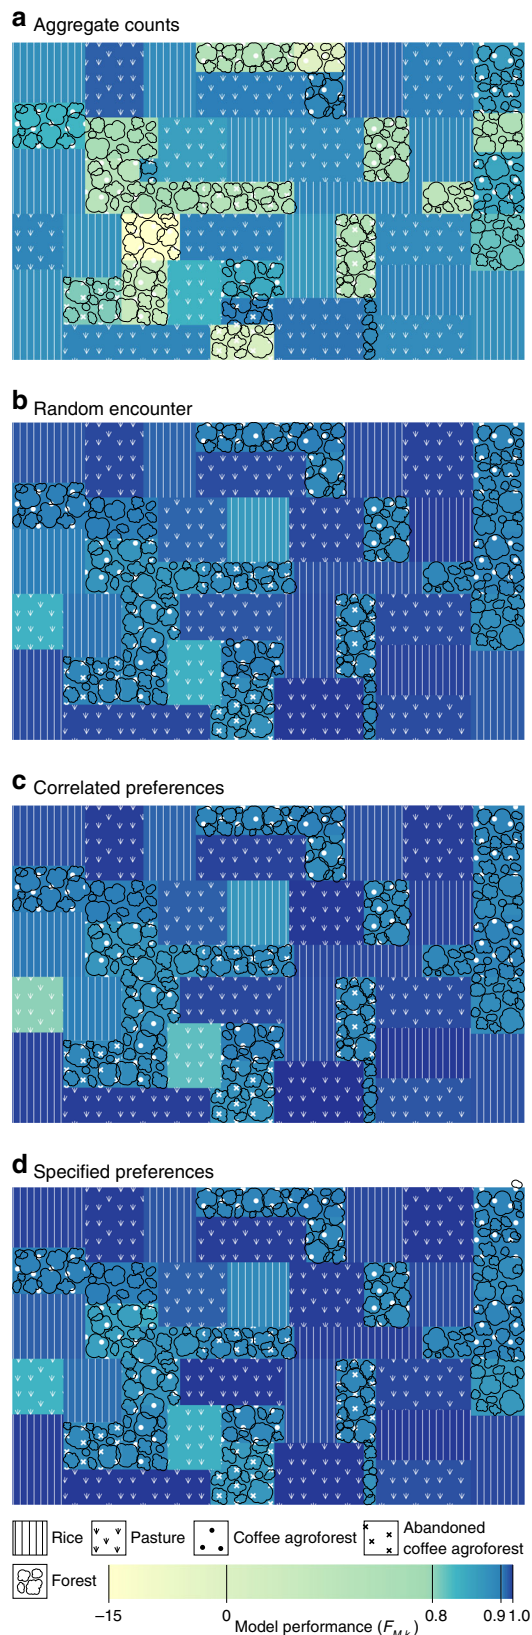 a Aggregate counts
b Random encounter
c Correlated preferences
d Specified preferences
Rice
Pasture
Coffee agroforest
Abandoned
coffee agroforest
Forest
–15
0
0.8
0.9
1.0
Model performance (F_{M,k})